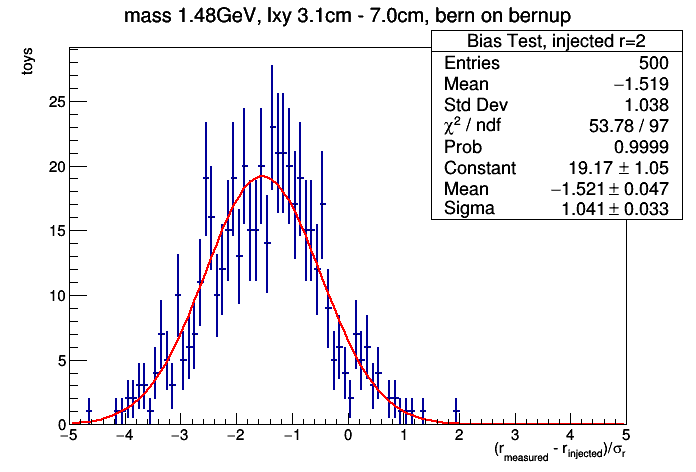 mass 1.48GeV, lxy 3.1cm - 7.0cm, bern on bernup
Bias Test, injected r=2
Entries 500
Mean −1.519
Std Dev 1.038
χ² / ndf 53.78 / 97
Prob 0.9999
Constant 19.17 ± 1.05
Mean −1.521 ± 0.047
Sigma 1.041 ± 0.033
toys
25
20
15
10
5
0
−5 −4 −3 −2 −1 0 1 2 3 4 5
(r_measured - r_injected)/σ_r